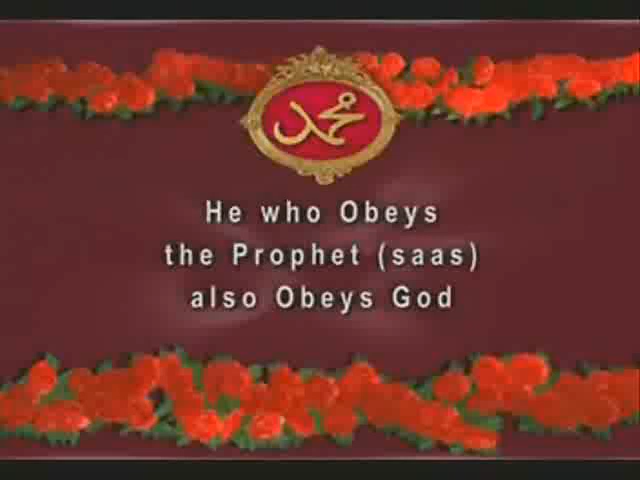 محمد
He who Obeys
the Prophet (saas)
also Obeys God